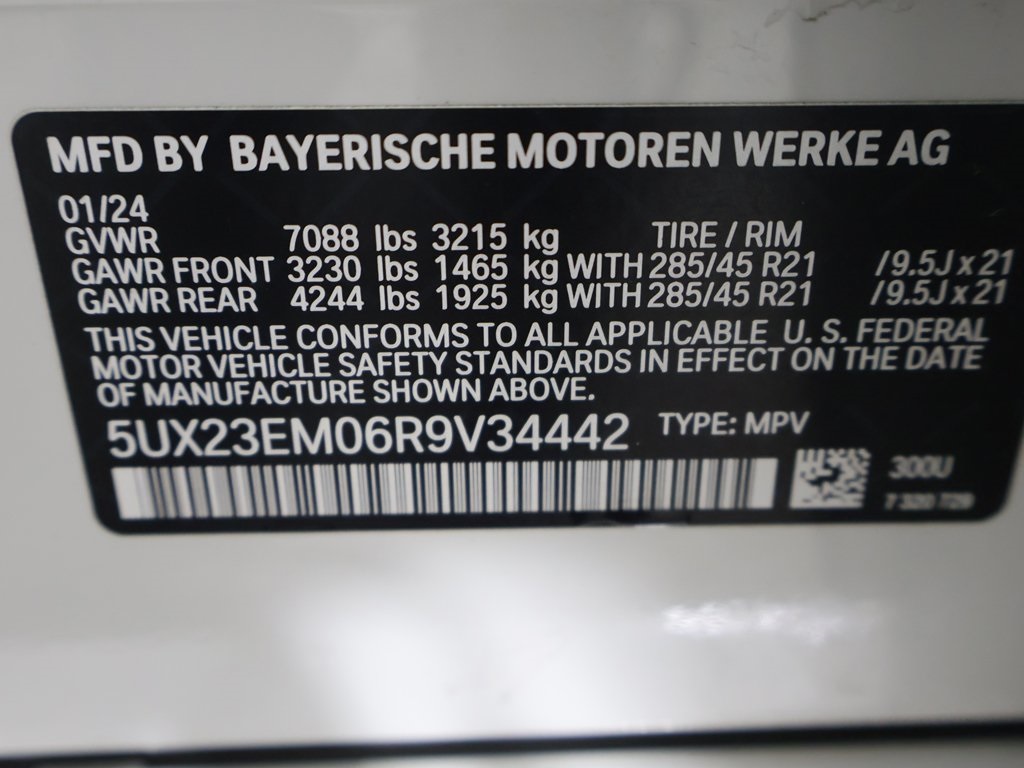 MFD BY BAYERISCHE MOTOREN WERKE AG
01/24
GVWR 7088 lbs 3215 kg TIRE / RIM
GAWR FRONT 3230 lbs 1465 kg WITH 285/45 R21 /9.5J x 21
GAWR REAR 4244 lbs 1925 kg WITH 285/45 R21 /9.5J x 21
THIS VEHICLE CONFORMS TO ALL APPLICABLE U. S. FEDERAL
MOTOR VEHICLE SAFETY STANDARDS IN EFFECT ON THE DATE
OF MANUFACTURE SHOWN ABOVE.
5UX23EM06R9V34442 TYPE: MPV
300U
7 320 729